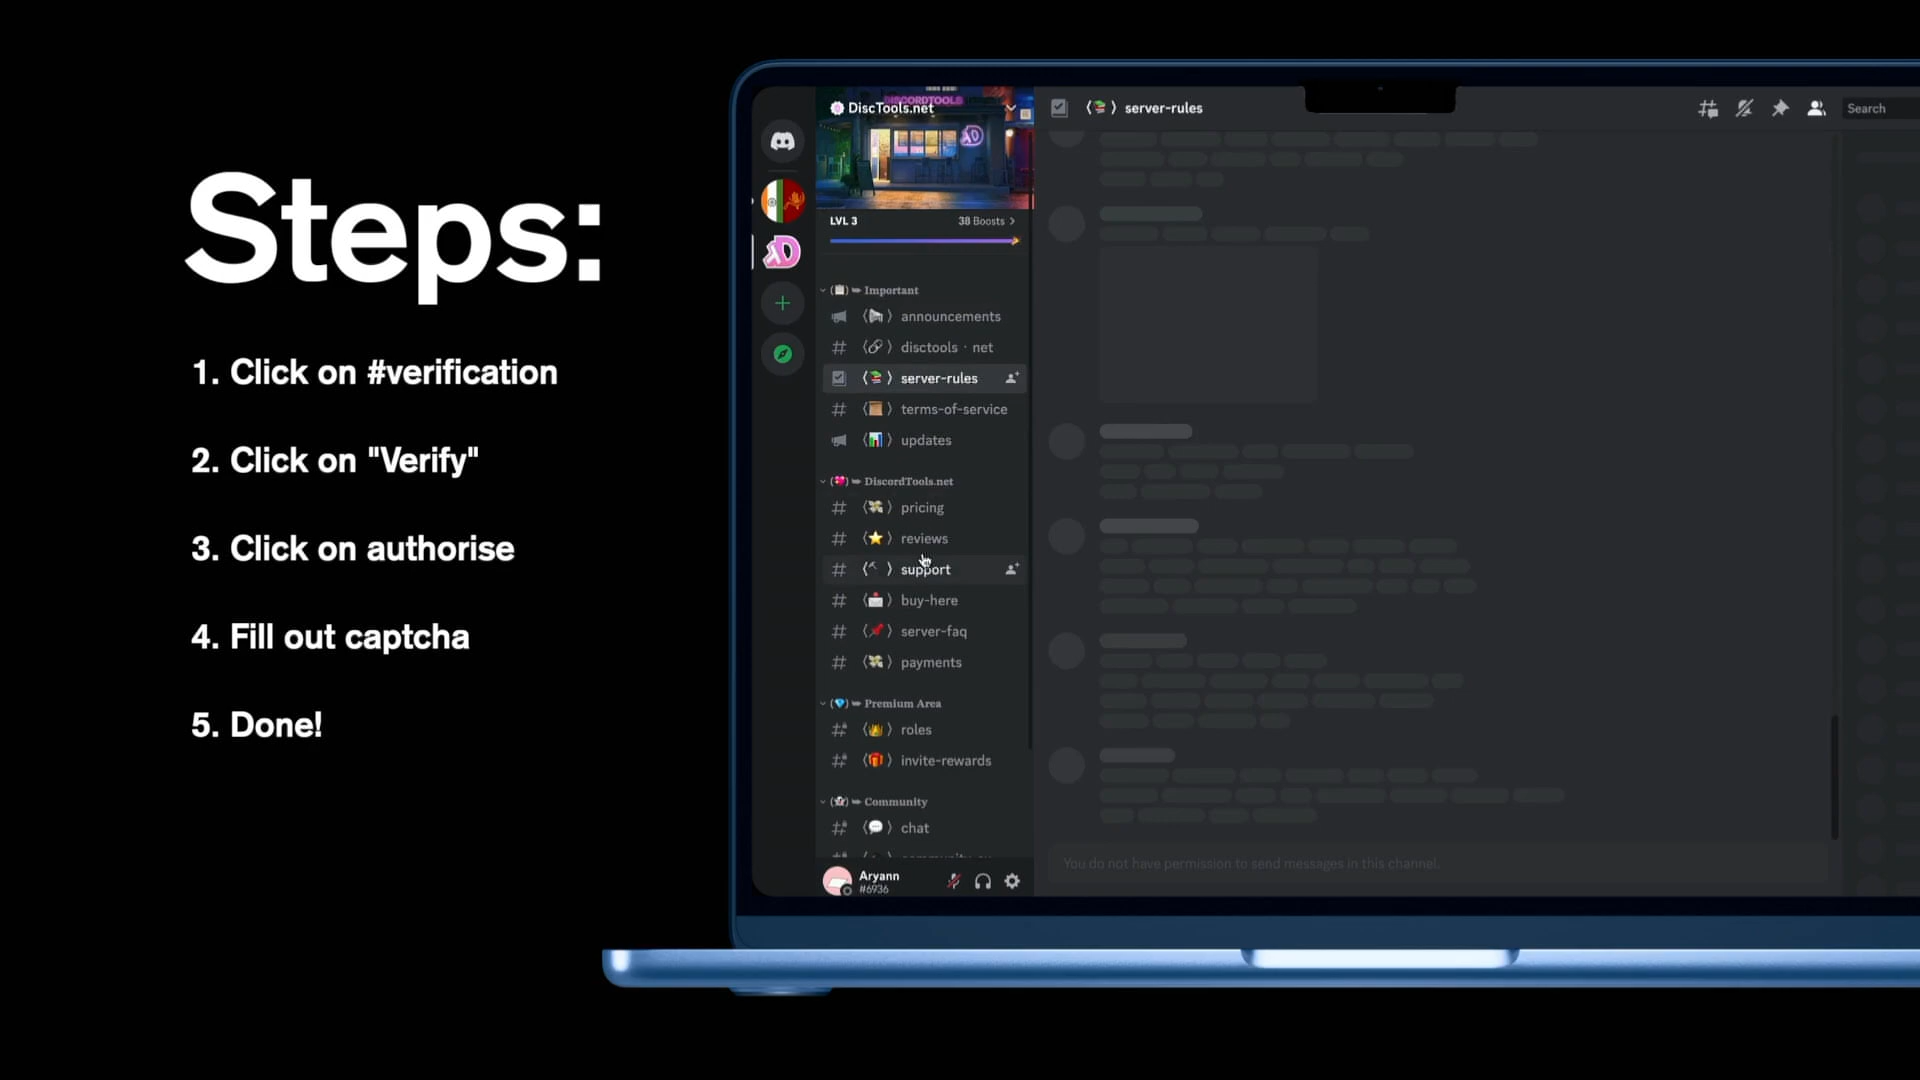 Steps:
1. Click on #verification
2. Click on "Verify"
3. Click on authorise
4. Fill out captcha
5. Done!
DISCORDTOOLS
DiscTools.net
LVL 3
38 Boosts
Important
announcements
disctools · net
server-rules
terms-of-service
updates
DiscordTools.net
pricing
reviews
support
buy-here
server-faq
payments
Premium Area
roles
invite-rewards
Community
chat
Aryann
#6936
server-rules
Search
You do not have permission to send messages in this channel.